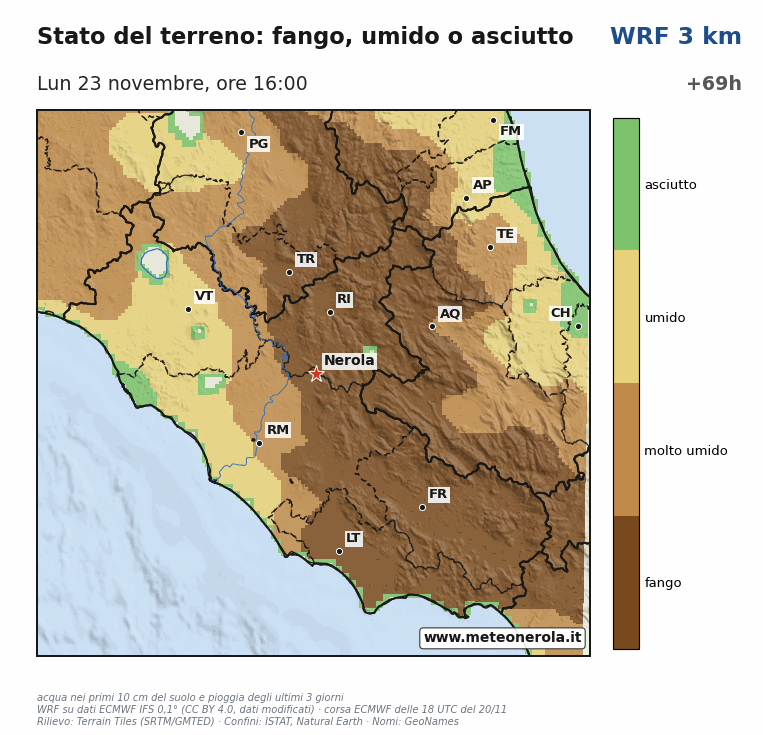 Stato del terreno: fango, umido o asciutto
WRF 3 km
Lun 23 novembre, ore 16:00
+69h
FM
PG
AP
TE
TR
VT
RI
AQ
CH
Nerola
RM
FR
LT
www.meteonerola.it
asciutto
umido
molto umido
fango
acqua nei primi 10 cm del suolo e pioggia degli ultimi 3 giorni
WRF su dati ECMWF IFS 0,1° (CC BY 4.0, dati modificati) · corsa ECMWF delle 18 UTC del 20/11
Rilievo: Terrain Tiles (SRTM/GMTED) · Confini: ISTAT, Natural Earth · Nomi: GeoNames